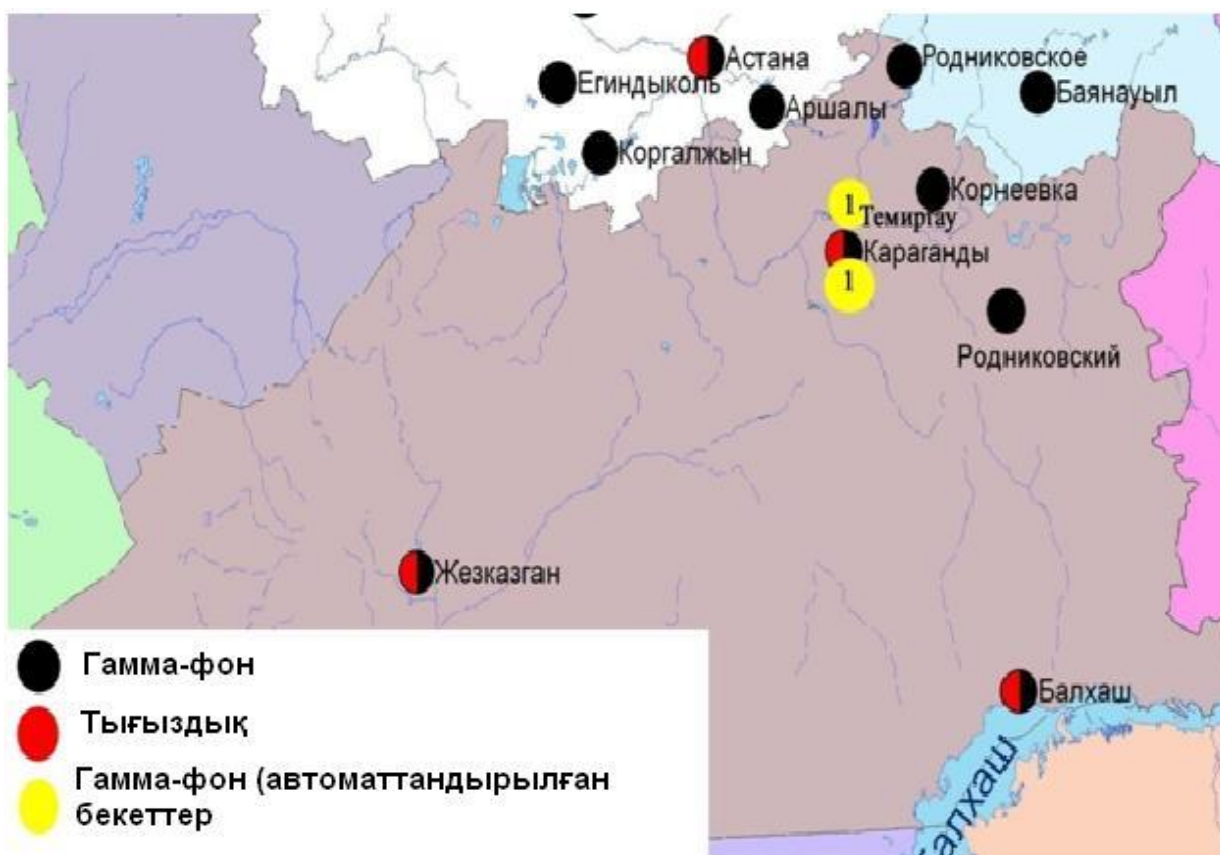 Астана
Родниковское
Егиндыколь
Баянауыл
Аршалы
Коргалжын
Корнеевка
1
Темиртау
Караганды
1
Родниковский
Жезказган
Балхаш
Гамма-фон
Тығыздық
Гамма-фон (автоматтандырылған
бекеттер
алхаш